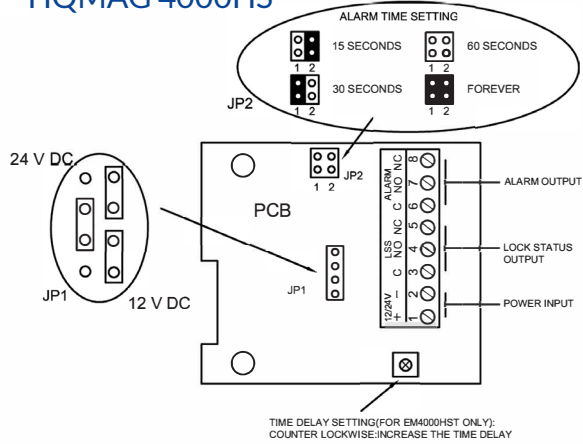 HQMAG 4000HS
ALARM TIME SETTING
15 SECONDS
60 SECONDS
1 2
30 SECONDS
FOREVER
1 2
1 2
JP2
24 V DC.
JP1
12 V DC
PCB
JP2
1 2
JP1
ALARM
NC 8
NO 7
C 6
LSS
NC 5
NO 4
C 3
12/24V
– 2
+ 1
ALARM OUTPUT
LOCK STATUS
OUTPUT
POWER INPUT
TIME DELAY SETTING(FOR EM4000HST ONLY):
COUNTER LOCKWISE:INCREASE THE TIME DELAY